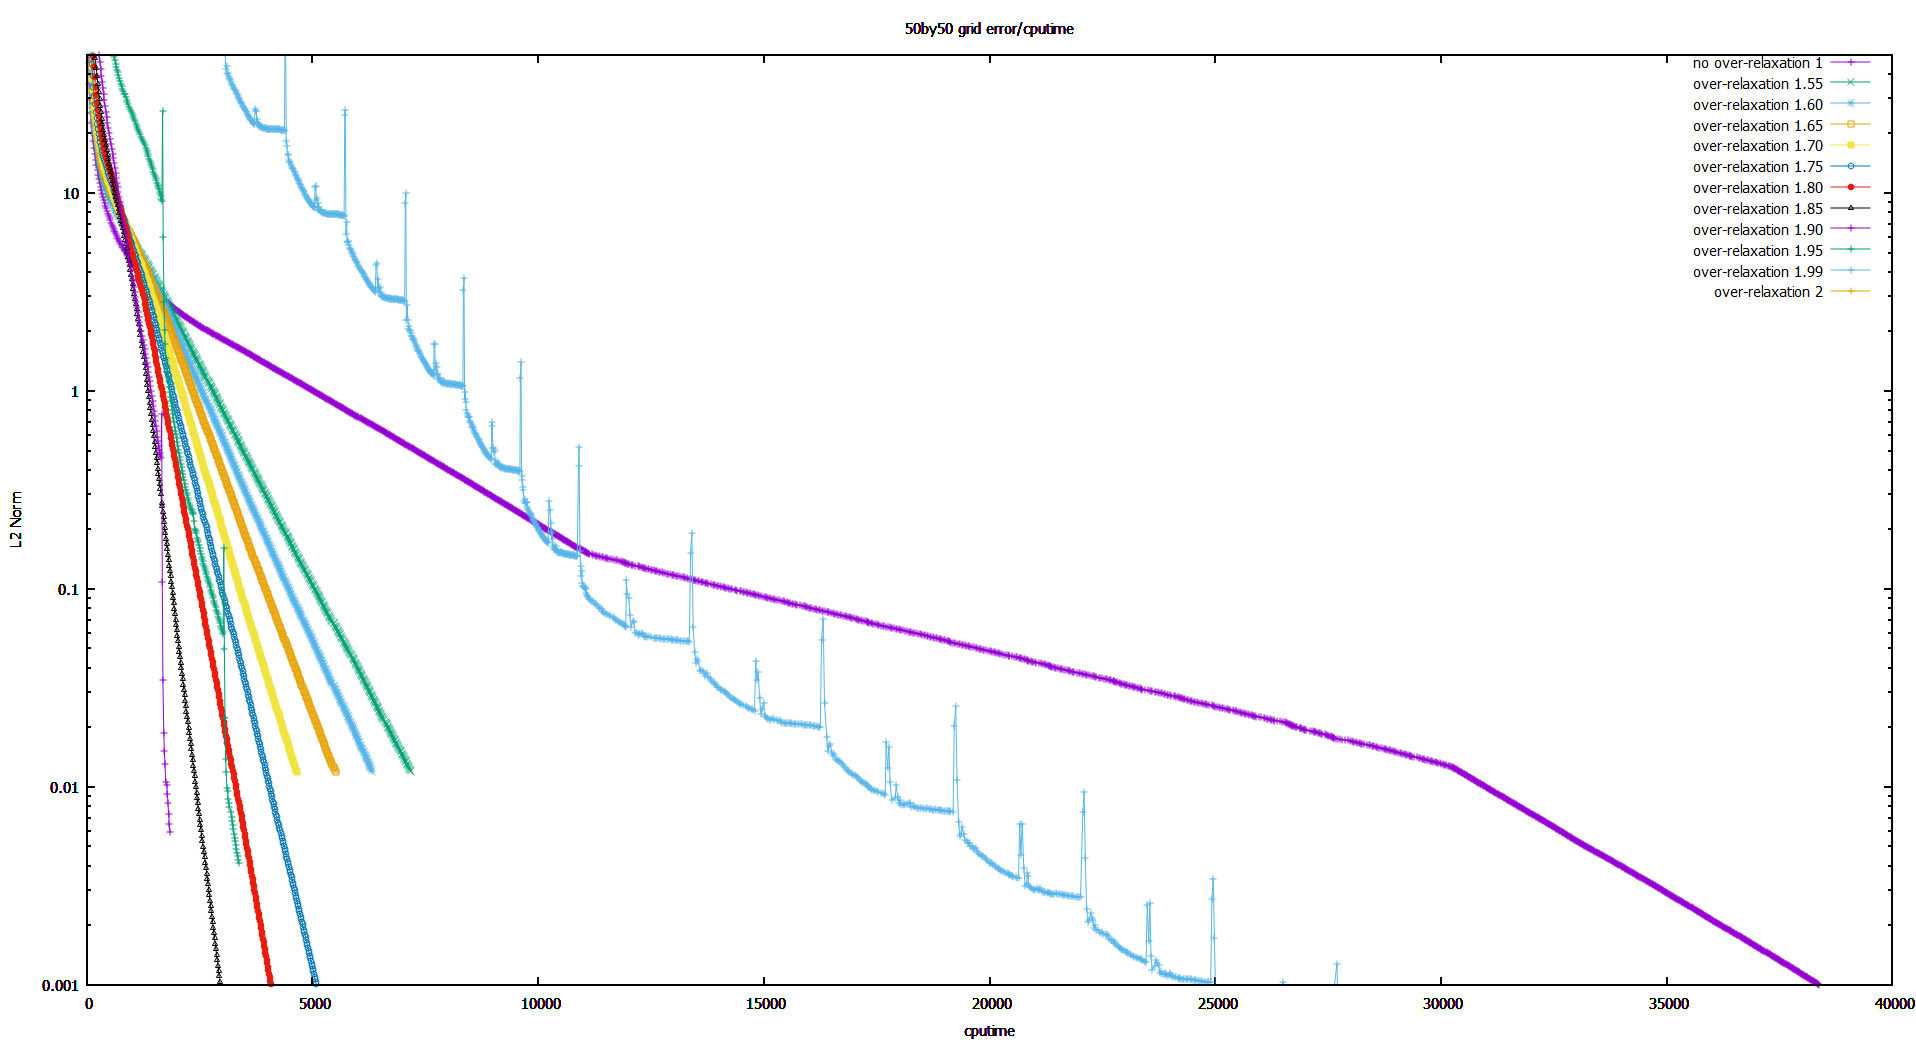 50by50 grid error/cputime
no over-relaxation 1
over-relaxation 1.55
over-relaxation 1.60
over-relaxation 1.65
over-relaxation 1.70
over-relaxation 1.75
over-relaxation 1.80
over-relaxation 1.85
over-relaxation 1.90
over-relaxation 1.95
over-relaxation 1.99
over-relaxation 2
10
1
0.1
0.01
0.001
L2 Norm
0
5000
10000
15000
20000
25000
30000
35000
40000
cputime